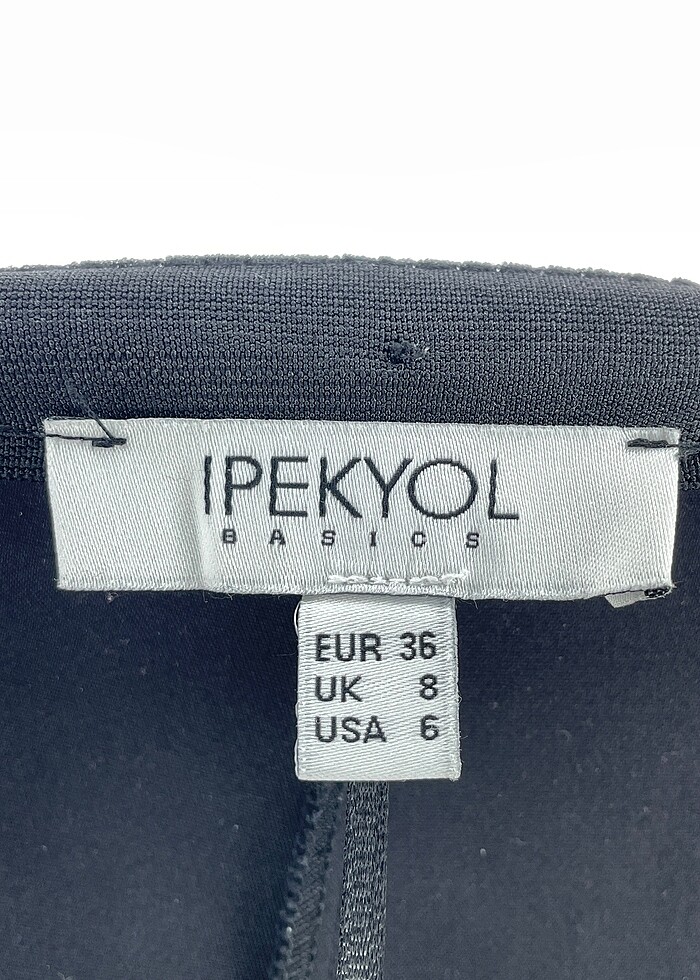 IPEKYOL
BASICS
EUR 36
UK 8
USA 6